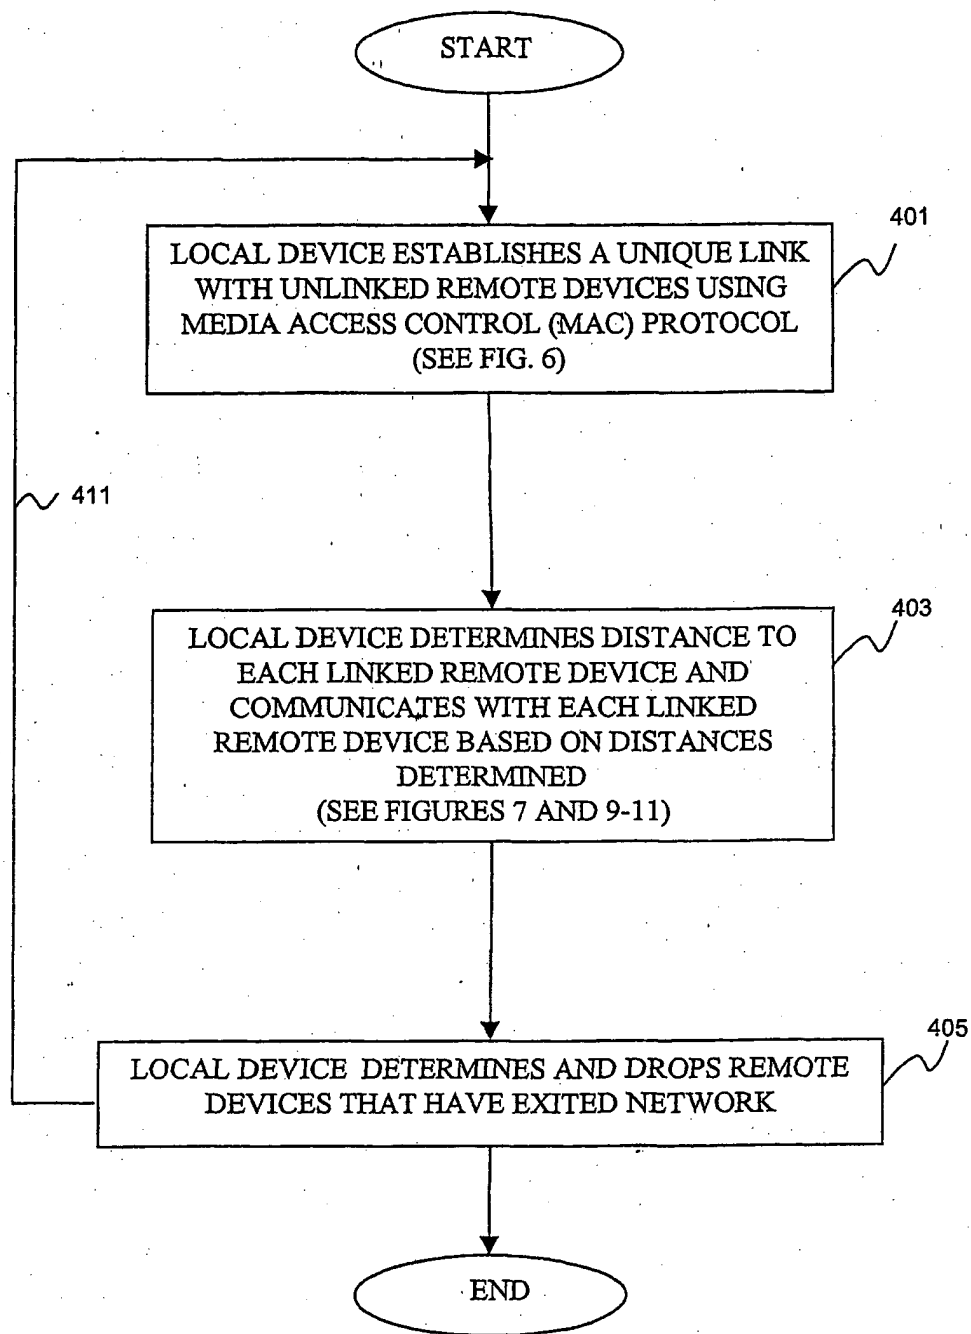 START
401
LOCAL DEVICE ESTABLISHES A UNIQUE LINK
WITH UNLINKED REMOTE DEVICES USING
MEDIA ACCESS CONTROL (MAC) PROTOCOL
(SEE FIG. 6)
411
403
LOCAL DEVICE DETERMINES DISTANCE TO
EACH LINKED REMOTE DEVICE AND
COMMUNICATES WITH EACH LINKED
REMOTE DEVICE BASED ON DISTANCES
DETERMINED
(SEE FIGURES 7 AND 9-11)
405
LOCAL DEVICE DETERMINES AND DROPS REMOTE
DEVICES THAT HAVE EXITED NETWORK
END